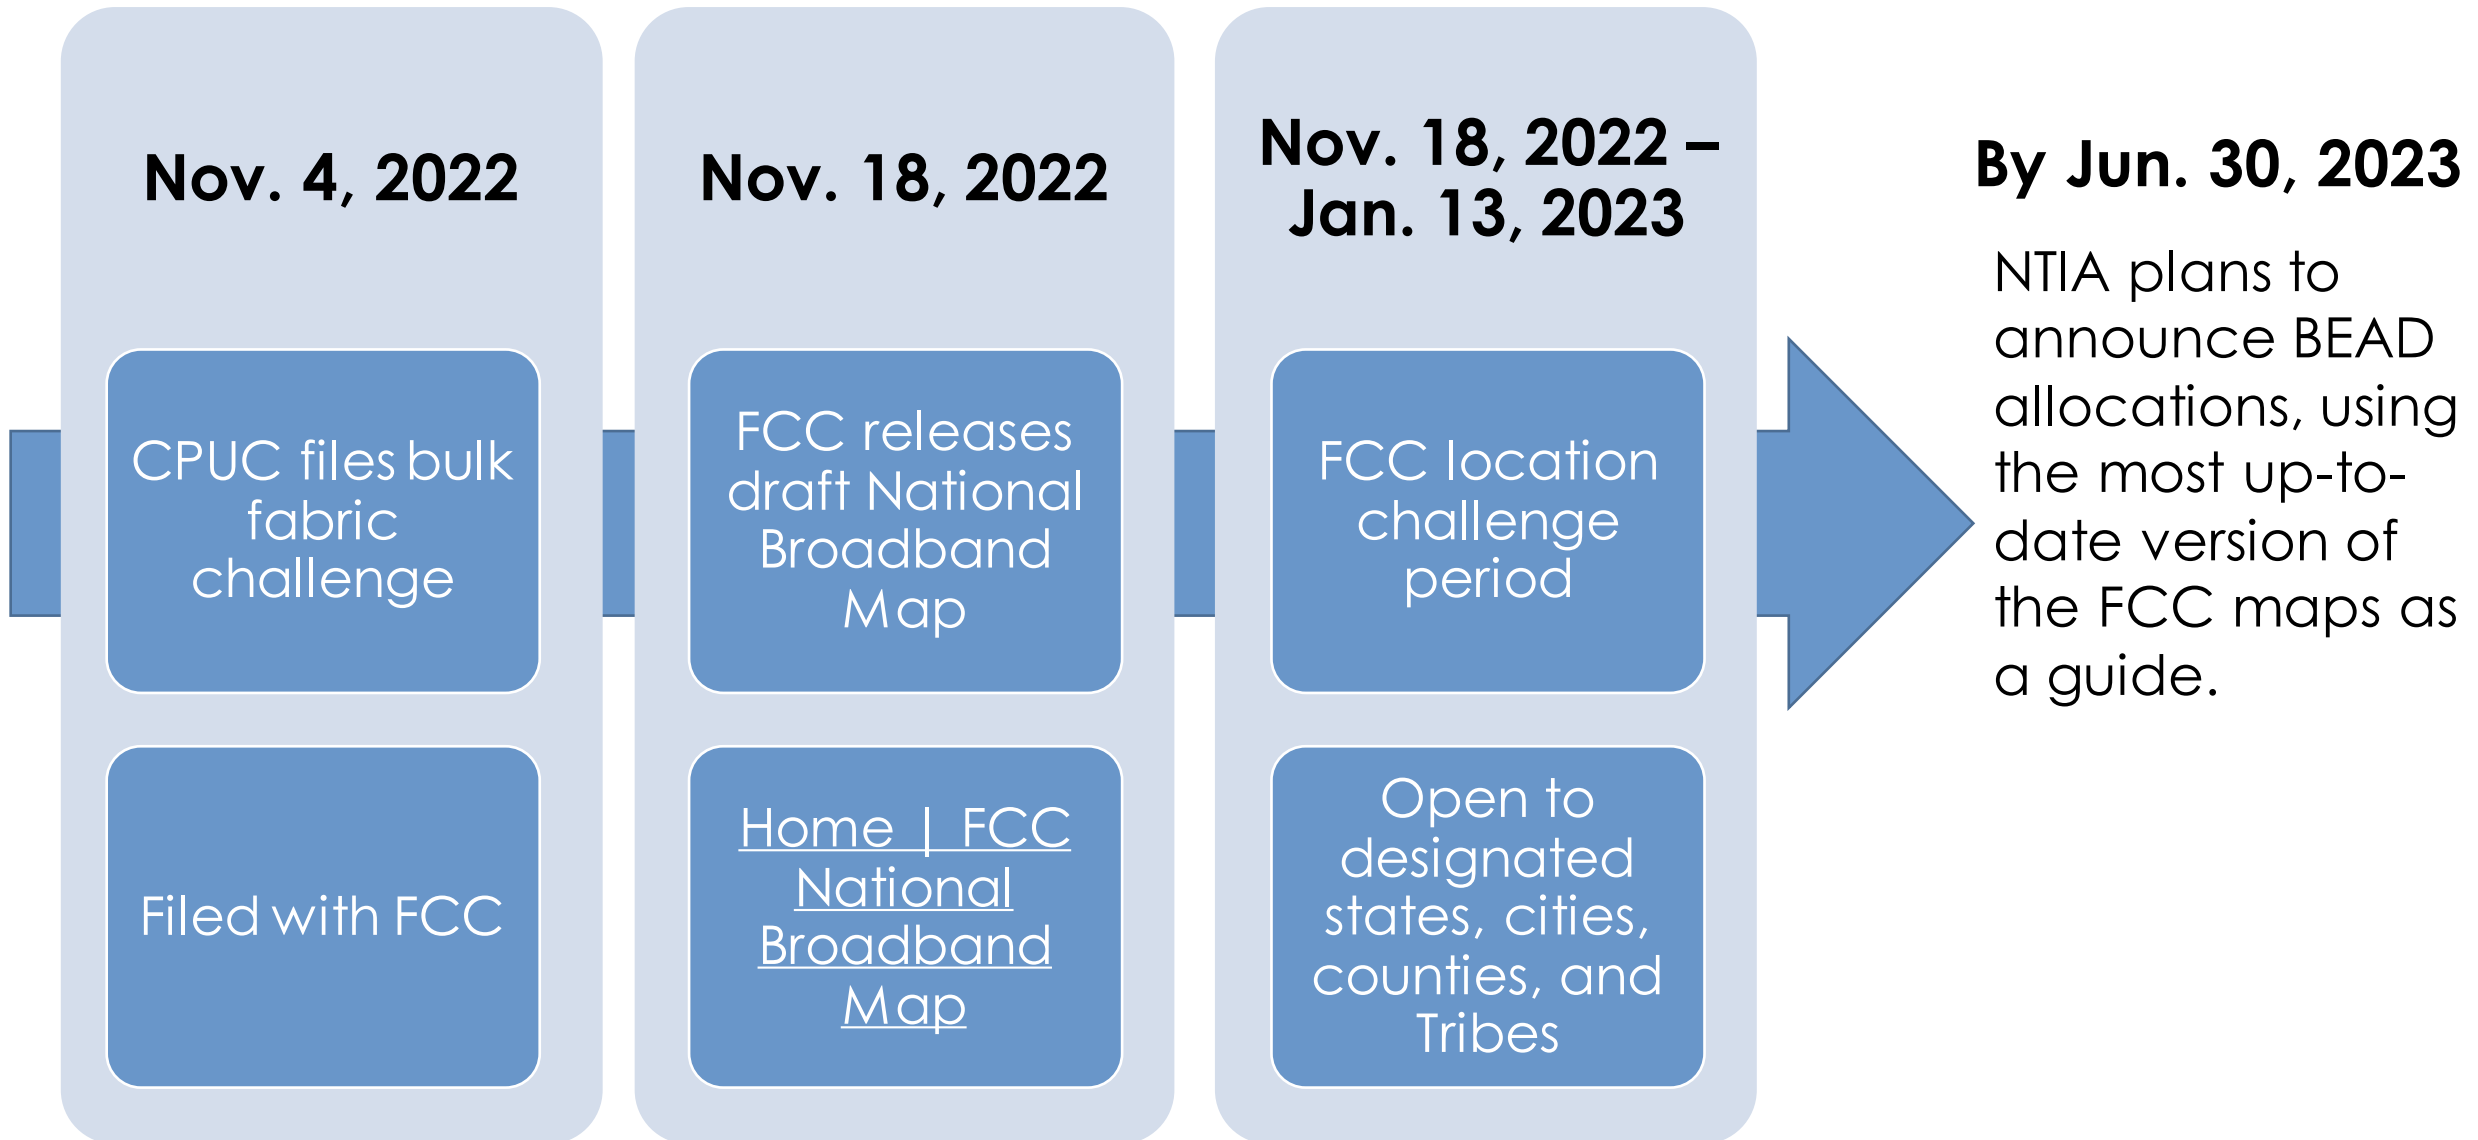 Nov. 4, 2022
CPUC files bulk
fabric
challenge
Filed with FCC
Nov. 18, 2022
FCC releases
draft National
Broadband
Map
Home | FCC
National
Broadband
Map
Nov. 18, 2022 –
Jan. 13, 2023
FCC location
challenge
period
Open to
designated
states, cities,
counties, and
Tribes
By Jun. 30, 2023
NTIA plans to
announce BEAD
allocations, using
the most up-to-
date version of
the FCC maps as
a guide.